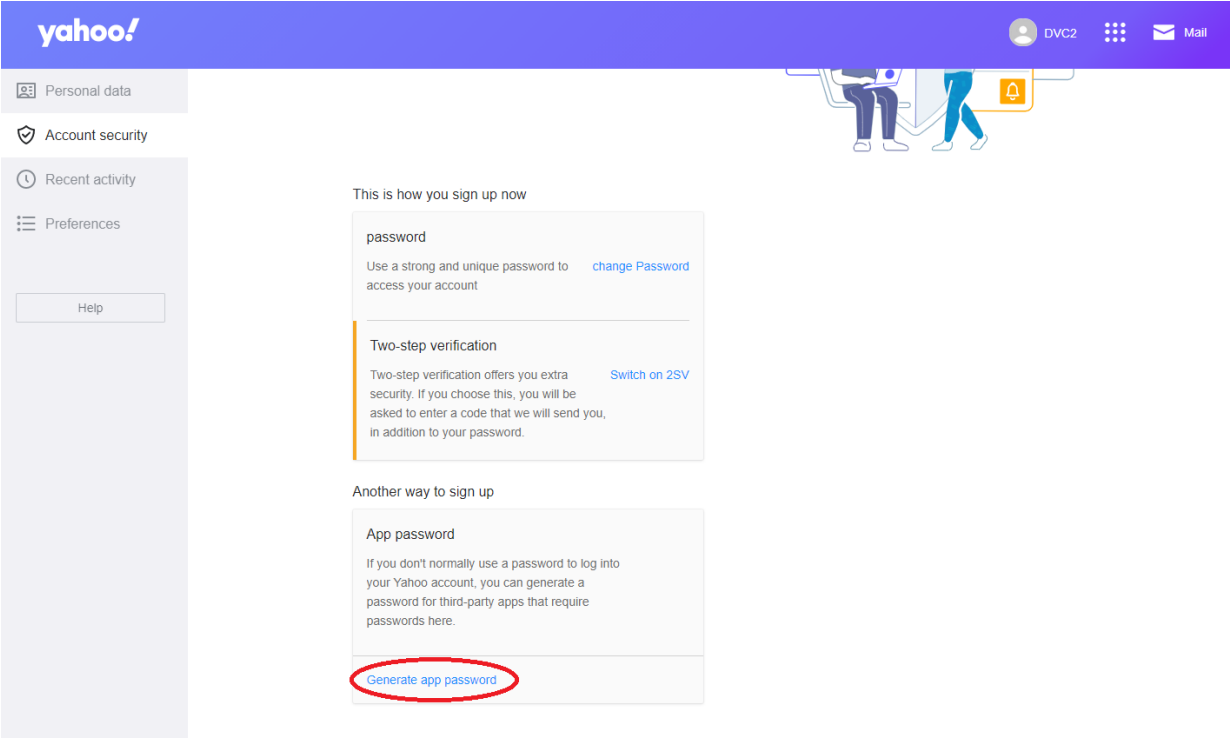 yahoo!
DVC2
Mail
Personal data
Account security
Recent activity
Preferences
Help
This is how you sign up now
password
Use a strong and unique password to
access your account
change Password
Two-step verification
Two-step verification offers you extra
security. If you choose this, you will be
asked to enter a code that we will send you,
in addition to your password.
Switch on 2SV
Another way to sign up
App password
If you don't normally use a password to log into
your Yahoo account, you can generate a
password for third-party apps that require
passwords here.
Generate app password